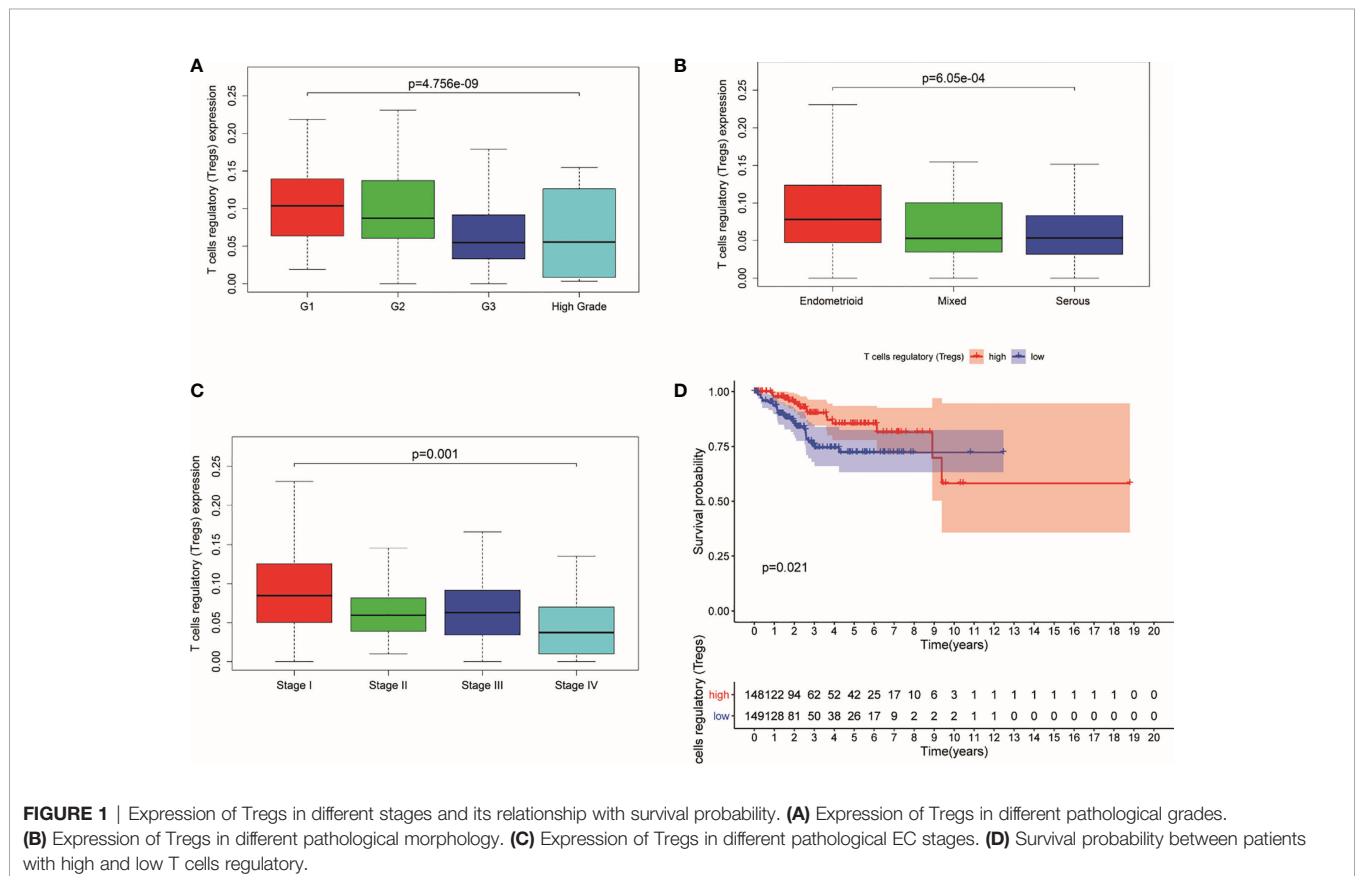 A
p=4.756e-09
T cells regulatory (Tregs) expression
0.25
0.20
0.15
0.10
0.05
0.00
G1 G2 G3 High Grade
B
p=6.05e-04
T cells regulatory (Tregs) expression
0.25
0.20
0.15
0.10
0.05
0.00
Endometrioid Mixed Serous
C
p=0.001
T cells regulatory (Tregs) expression
0.25
0.20
0.15
0.10
0.05
0.00
Stage I Stage II Stage III Stage IV
T cells regulatory (Tregs) high low
D
Survival probability
1.00
0.75
0.50
0.25
0.00
p=0.021
0 1 2 3 4 5 6 7 8 9 10 11 12 13 14 15 16 17 18 19 20
Time(years)
cells regulatory (Tregs)
high 148 122 94 62 52 42 25 17 10 6 3 1 1 1 1 1 1 1 1 0 0
low 149 128 81 50 38 26 17 9 2 2 2 1 1 0 0 0 0 0 0 0 0
0 1 2 3 4 5 6 7 8 9 10 11 12 13 14 15 16 17 18 19 20
Time(years)
FIGURE 1 | Expression of Tregs in different stages and its relationship with survival probability. (A) Expression of Tregs in different pathological grades.
(B) Expression of Tregs in different pathological morphology. (C) Expression of Tregs in different pathological EC stages. (D) Survival probability between patients
with high and low T cells regulatory.